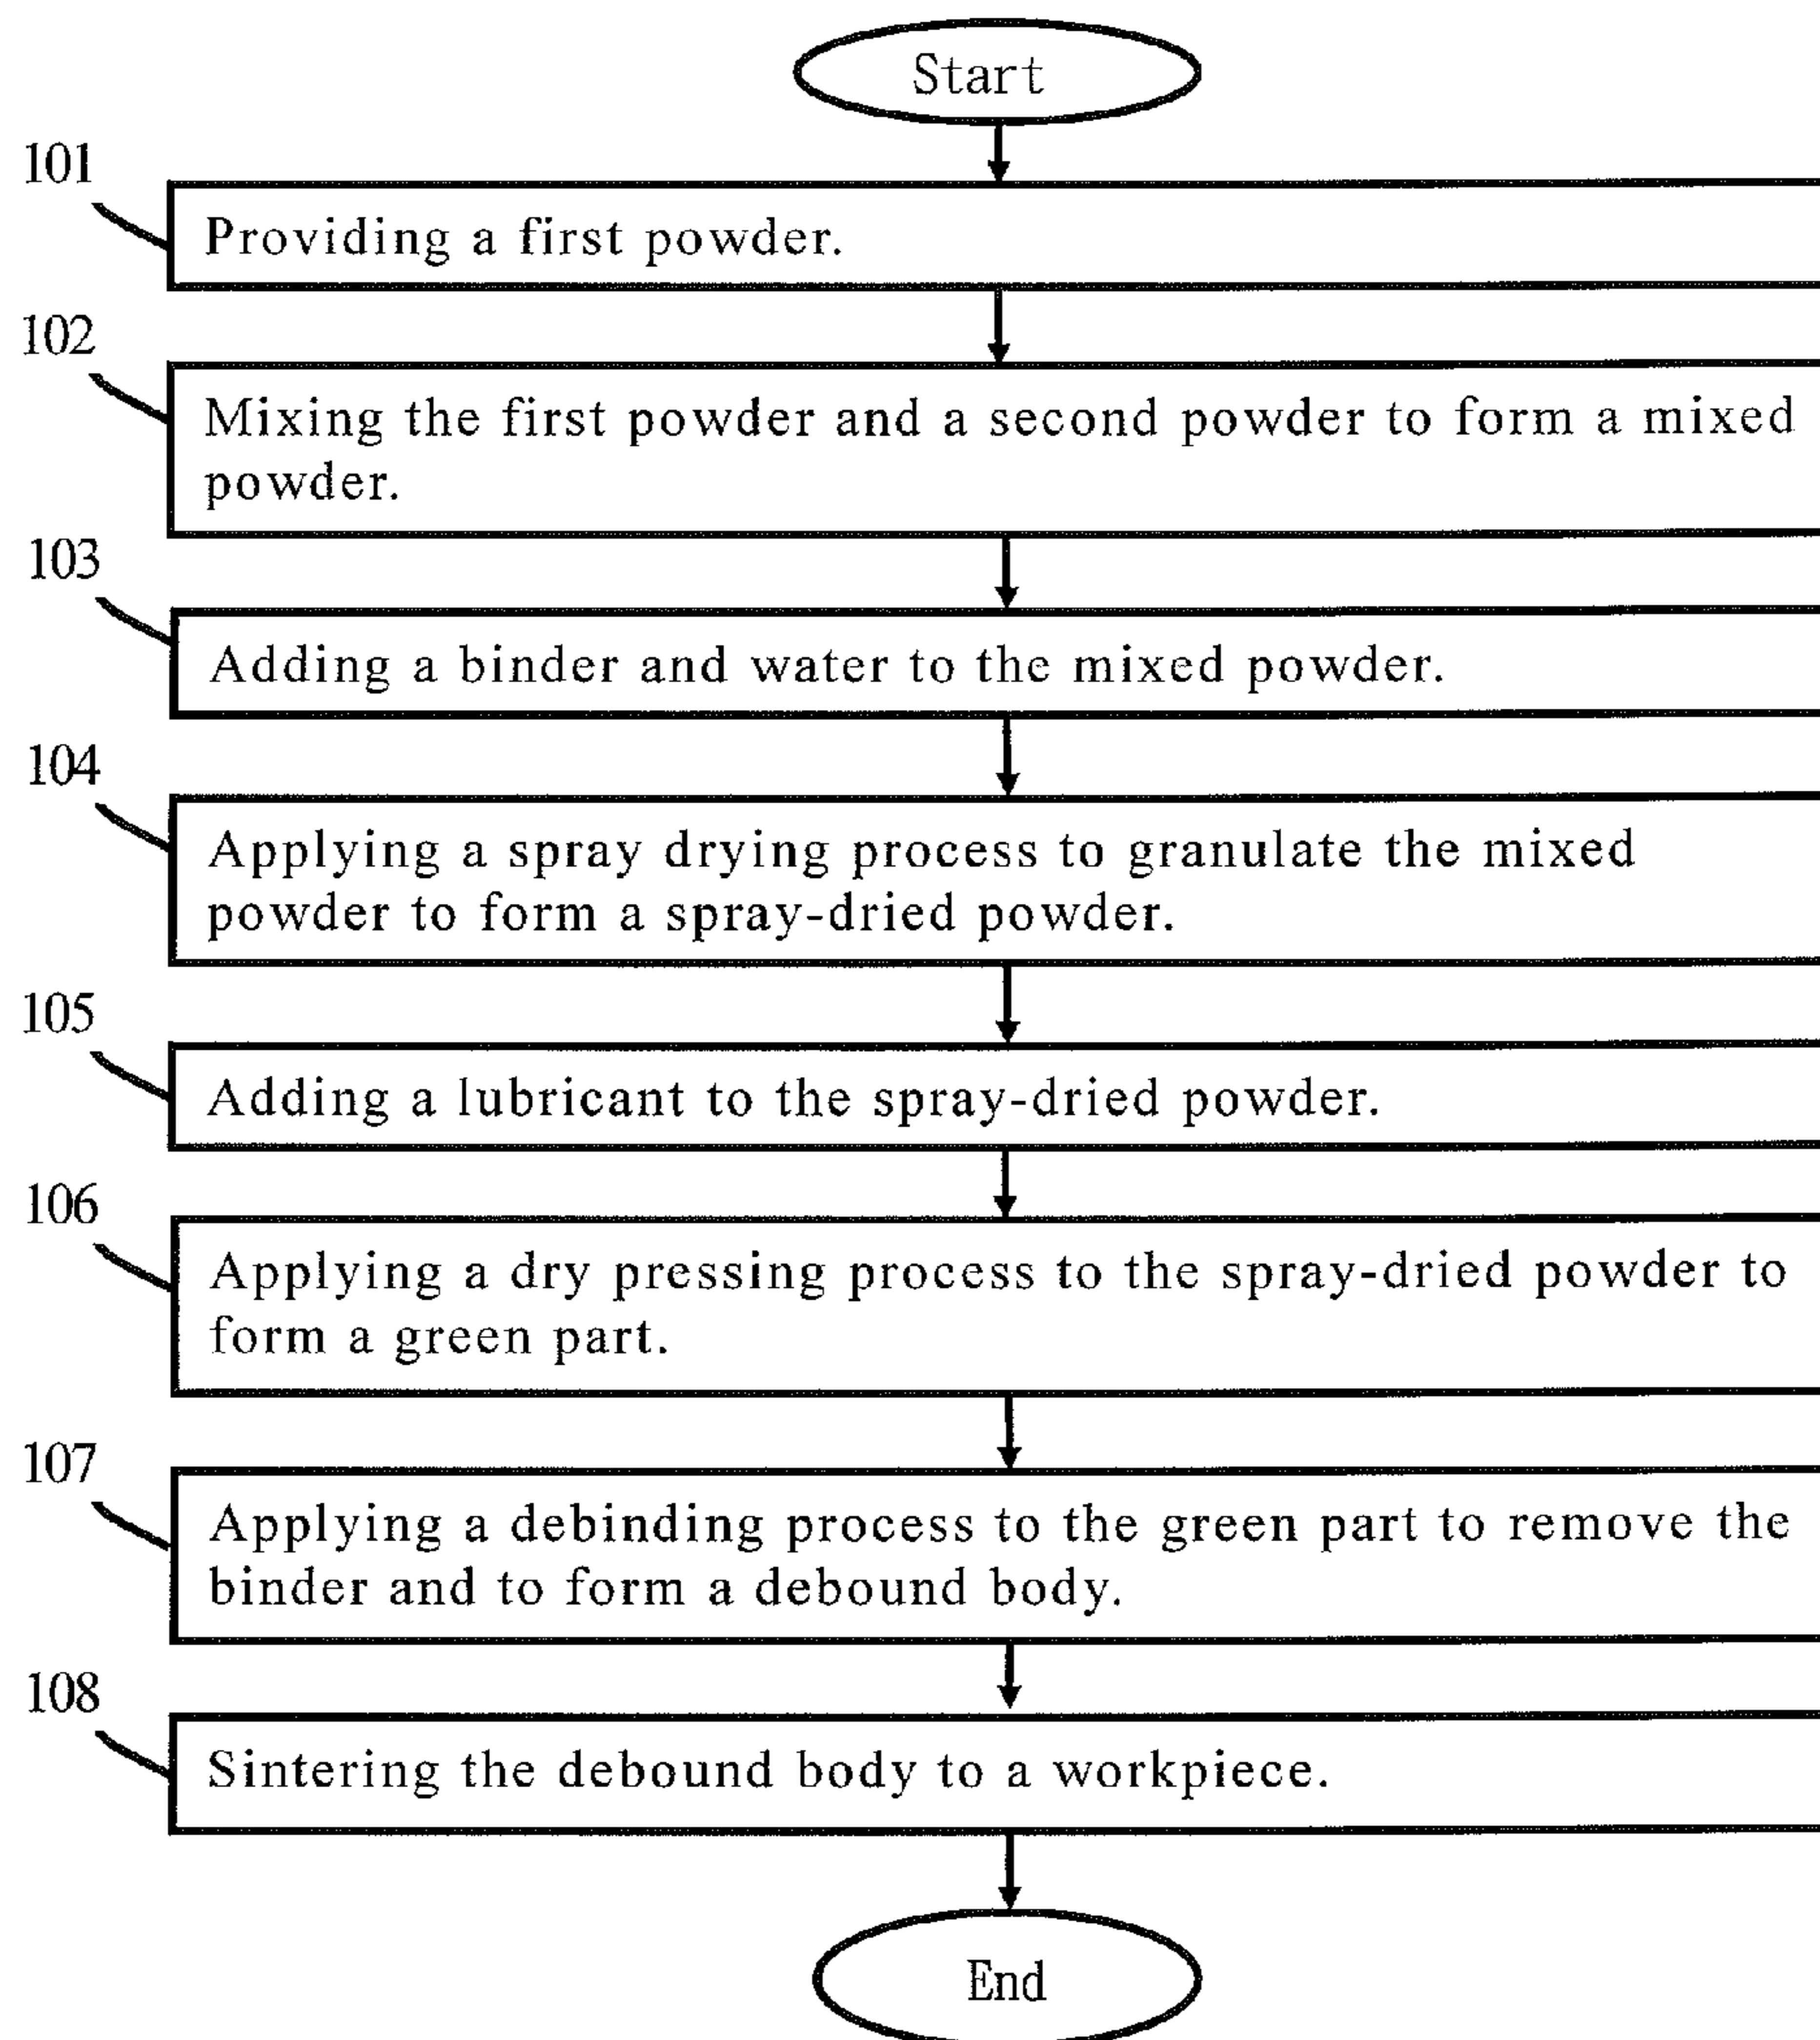 Start
101
Providing a first powder.
102
Mixing the first powder and a second powder to form a mixed
powder.
103
Adding a binder and water to the mixed powder.
104
Applying a spray drying process to granulate the mixed
powder to form a spray-dried powder.
105
Adding a lubricant to the spray-dried powder.
106
Applying a dry pressing process to the spray-dried powder to
form a green part.
107
Applying a debinding process to the green part to remove the
binder and to form a debound body.
108
Sintering the debound body to a workpiece.
End